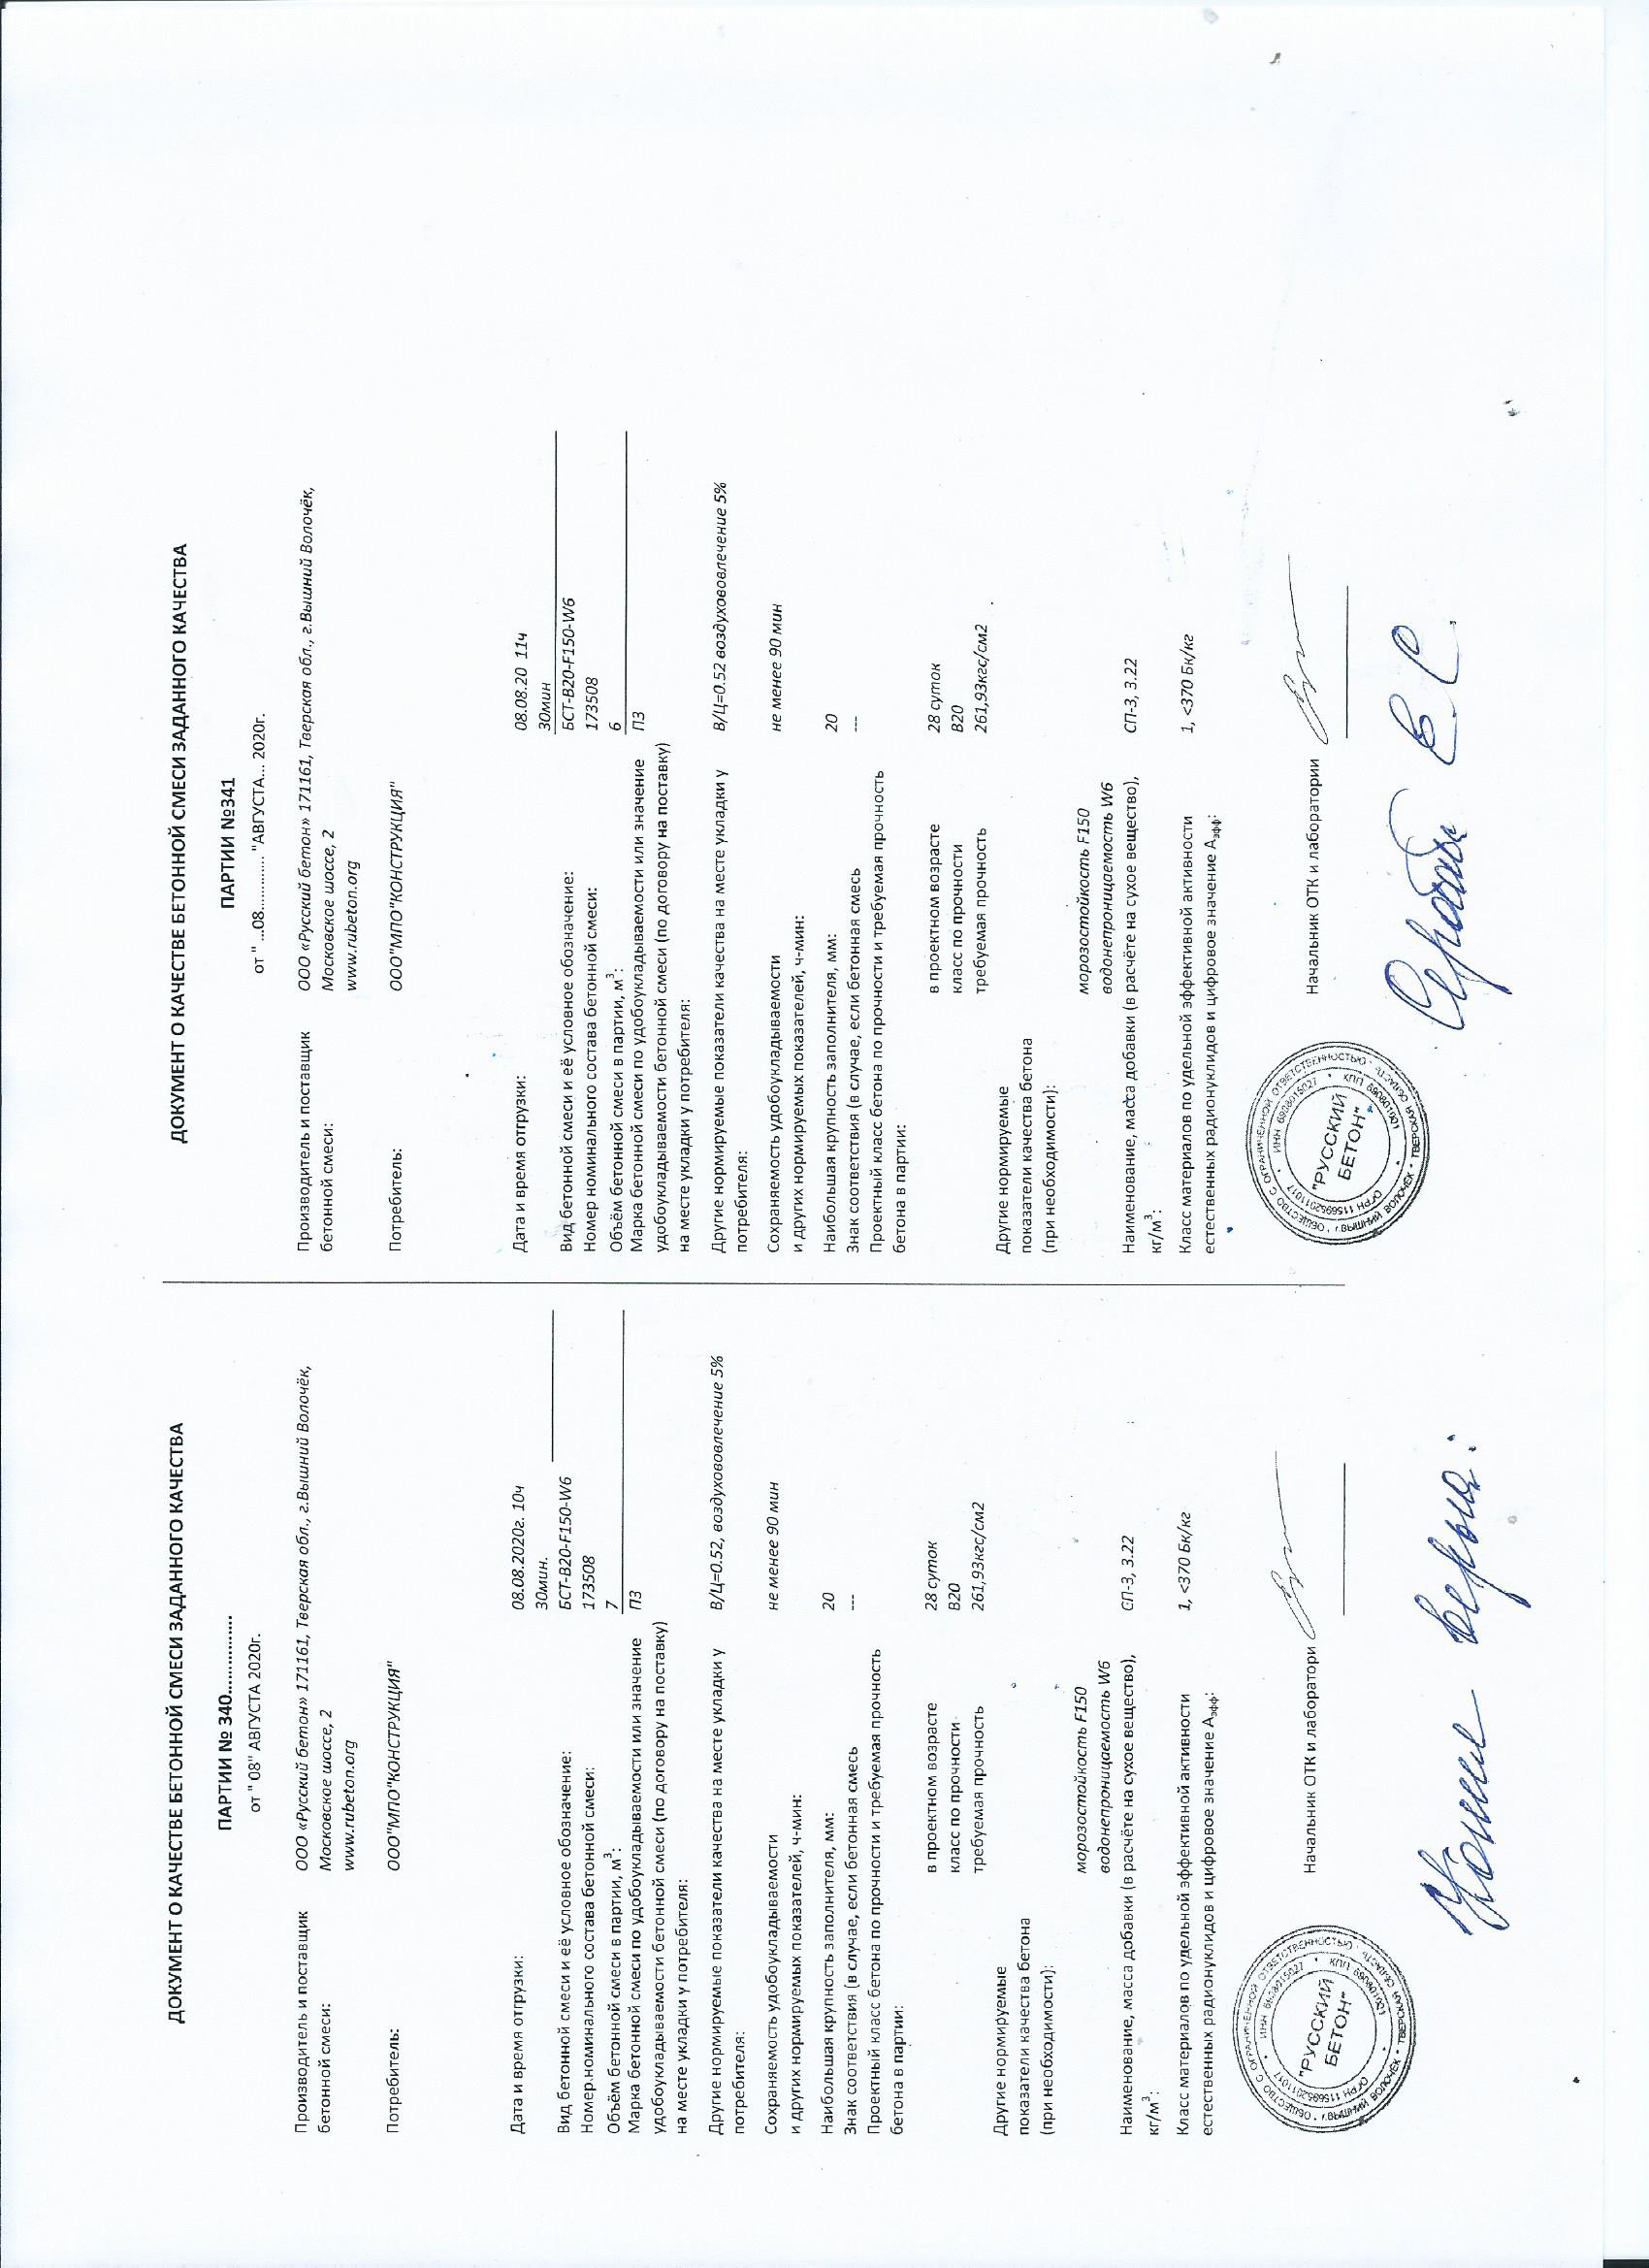 ДОКУМЕНТ О КАЧЕСТВЕ БЕТОННОЙ СМЕСИ ЗАДАННОГО КАЧЕСТВА
ПАРТИИ № 340................
от " 08" АВГУСТА 2020г.
Производитель и поставщик ООО «Русский бетон» 171161, Тверская обл., г.Вышний Волочёк,
бетонной смеси: Московское шоссе, 2
www.rubeton.org
Потребитель: ООО"МПО"КОНСТРУКЦИЯ"
Дата и время отгрузки: 08.08.2020г. 10ч
30мин.
Вид бетонной смеси и её условное обозначение: БСТ-В20-F150-W6
Номер номинального состава бетонной смеси: 173508
Объём бетонной смеси в партии, м³: 7
Марка бетонной смеси по удобоукладываемости или значение П3
удобоукладываемости бетонной смеси (по договору на поставку)
на месте укладки у потребителя:
Другие нормируемые показатели качества на месте укладки у В/Ц=0.52, воздухововлечение 5%
потребителя:
Сохраняемость удобоукладываемости не менее 90 мин
и других нормируемых показателей, ч-мин:
Наибольшая крупность заполнителя, мм: 20
Знак соответствия (в случае, если бетонная смесь ---
Проектный класс бетона по прочности и требуемая прочность
бетона в партии:
в проектном возрасте 28 суток
класс по прочности В20
требуемая прочность 261,93кгс/см2
Другие нормируемые
показатели качества бетона
(при необходимости):
морозостойкость F150
водонепроницаемость W6
Наименование, масса добавки (в расчёте на сухое вещество), СП-3, 3.22
кг/м³:
Класс материалов по удельной эффективной активности 1, <370 Бк/кг
естественных радионуклидов и цифровое значение Аэфф:
Начальник ОТК и лаборатори
ОБЩЕСТВО С ОГРАНИЧЕННОЙ ОТВЕТСТВЕННОСТЬЮ
ТВЕРСКАЯ ОБЛАСТЬ Г.ВЫШНИЙ ВОЛОЧЁК
ОГРН 1156952011017 ИНН 6908015027 КПП 690801001
"РУССКИЙ
БЕТОН"
Копия верна:
ДОКУМЕНТ О КАЧЕСТВЕ БЕТОННОЙ СМЕСИ ЗАДАННОГО КАЧЕСТВА
ПАРТИИ №341
от " ...08............. "АВГУСТА... 2020г.
Производитель и поставщик ООО «Русский бетон» 171161, Тверская обл., г.Вышний Волочёк,
бетонной смеси: Московское шоссе, 2
www.rubeton.org
Потребитель: ООО"МПО"КОНСТРУКЦИЯ"
Дата и время отгрузки: 08.08.20 11ч
30мин
Вид бетонной смеси и её условное обозначение: БСТ-В20-F150-W6
Номер номинального состава бетонной смеси: 173508
Объём бетонной смеси в партии, м³: 6
Марка бетонной смеси по удобоукладываемости или значение П3
удобоукладываемости бетонной смеси (по договору на поставку)
на месте укладки у потребителя:
Другие нормируемые показатели качества на месте укладки у В/Ц=0.52 воздухововлечение 5%
потребителя:
Сохраняемость удобоукладываемости не менее 90 мин
и других нормируемых показателей, ч-мин:
Наибольшая крупность заполнителя, мм: 20
Знак соответствия (в случае, если бетонная смесь ---
Проектный класс бетона по прочности и требуемая прочность
бетона в партии:
в проектном возрасте 28 суток
класс по прочности В20
требуемая прочность 261,93кгс/см2
Другие нормируемые
показатели качества бетона
(при необходимости):
морозостойкость F150
водонепроницаемость W6
Наименование, масса добавки (в расчёте на сухое вещество), СП-3, 3.22
кг/м³:
Класс материалов по удельной эффективной активности 1, <370 Бк/кг
естественных радионуклидов и цифровое значение Аэфф:
Начальник ОТК и лаборатории
ОБЩЕСТВО С ОГРАНИЧЕННОЙ ОТВЕТСТВЕННОСТЬЮ
ТВЕРСКАЯ ОБЛАСТЬ Г.ВЫШНИЙ ВОЛОЧЁК
ОГРН 1156952011017 ИНН 6908015027 КПП 690801001
"РУССКИЙ
БЕТОН"
Е С